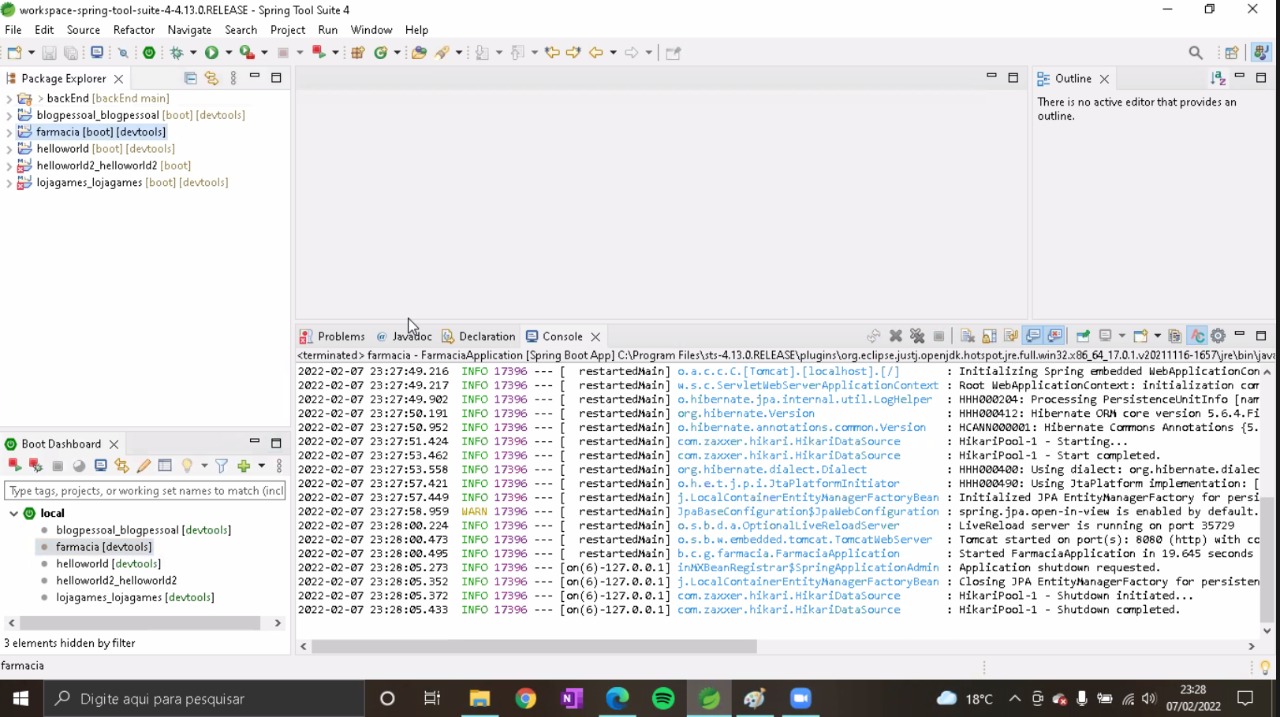 workspace-spring-tool-suite-4-4.13.0.RELEASE - Spring Tool Suite 4
File Edit Source Refactor Navigate Search Project Run Window Help
Package Explorer
> backEnd [backEnd main]
blogpessoal_blogpessoal [boot] [devtools]
farmacia [boot] [devtools]
helloworld [boot] [devtools]
helloworld2_helloworld2 [boot]
lojagames_lojagames [boot] [devtools]
Outline
There is no active editor that provides an
outline.
Problems @ Javadoc Declaration Console
<terminated> farmacia - FarmaciaApplication [Spring Boot App] C:\Program Files\sts-4.13.0.RELEASE\plugins\org.eclipse.justj.openjdk.hotspot.jre.full.win32.x86_64_17.0.1.v20211116-1657\jre\bin\java
2022-02-07 23:27:49.216 INFO 17396 --- [ restartedMain] o.a.c.c.C.[Tomcat].[localhost].[/] : Initializing Spring embedded WebApplicationCon
2022-02-07 23:27:49.217 INFO 17396 --- [ restartedMain] w.s.c.ServletWebServerApplicationContext : Root WebApplicationContext: initialization com
2022-02-07 23:27:49.902 INFO 17396 --- [ restartedMain] o.hibernate.jpa.internal.util.LogHelper : HHH000204: Processing PersistenceUnitInfo [nam
2022-02-07 23:27:50.191 INFO 17396 --- [ restartedMain] org.hibernate.Version : HHH000412: Hibernate ORM core version 5.6.4.Fi
2022-02-07 23:27:50.952 INFO 17396 --- [ restartedMain] o.hibernate.annotations.common.Version : HCANN000001: Hibernate Commons Annotations {5.
2022-02-07 23:27:51.424 INFO 17396 --- [ restartedMain] com.zaxxer.hikari.HikariDataSource : HikariPool-1 - Starting...
2022-02-07 23:27:53.462 INFO 17396 --- [ restartedMain] com.zaxxer.hikari.HikariDataSource : HikariPool-1 - Start completed.
2022-02-07 23:27:53.558 INFO 17396 --- [ restartedMain] org.hibernate.dialect.Dialect : HHH000400: Using dialect: org.hibernate.dialec
2022-02-07 23:27:57.421 INFO 17396 --- [ restartedMain] o.h.e.t.j.p.i.JtaPlatformInitiator : HHH000490: Using JtaPlatform implementation: [
2022-02-07 23:27:57.449 INFO 17396 --- [ restartedMain] j.LocalContainerEntityManagerFactoryBean : Initialized JPA EntityManagerFactory for persi
2022-02-07 23:27:58.959 WARN 17396 --- [ restartedMain] JpaBaseConfiguration$JpaWebConfiguration : spring.jpa.open-in-view is enabled by default.
2022-02-07 23:28:00.224 INFO 17396 --- [ restartedMain] o.s.b.d.a.OptionalLiveReloadServer : LiveReload server is running on port 35729
2022-02-07 23:28:00.473 INFO 17396 --- [ restartedMain] o.s.b.w.embedded.tomcat.TomcatWebServer : Tomcat started on port(s): 8080 (http) with co
2022-02-07 23:28:00.495 INFO 17396 --- [ restartedMain] b.c.g.farmacia.FarmaciaApplication : Started FarmaciaApplication in 19.645 seconds
2022-02-07 23:28:05.273 INFO 17396 --- [on(6)-127.0.0.1] inMXBeanRegistrar$SpringApplicationAdmin : Application shutdown requested.
2022-02-07 23:28:05.352 INFO 17396 --- [on(6)-127.0.0.1] j.LocalContainerEntityManagerFactoryBean : Closing JPA EntityManagerFactory for persisten
2022-02-07 23:28:05.372 INFO 17396 --- [on(6)-127.0.0.1] com.zaxxer.hikari.HikariDataSource : HikariPool-1 - Shutdown initiated...
2022-02-07 23:28:05.433 INFO 17396 --- [on(6)-127.0.0.1] com.zaxxer.hikari.HikariDataSource : HikariPool-1 - Shutdown completed.
Boot Dashboard
Type tags, projects, or working set names to match (incl
local
blogpessoal_blogpessoal [devtools]
farmacia [devtools]
helloworld [devtools]
helloworld2_helloworld2
lojagames_lojagames [devtools]
3 elements hidden by filter
farmacia
Digite aqui para pesquisar
18°C
23:28
07/02/2022